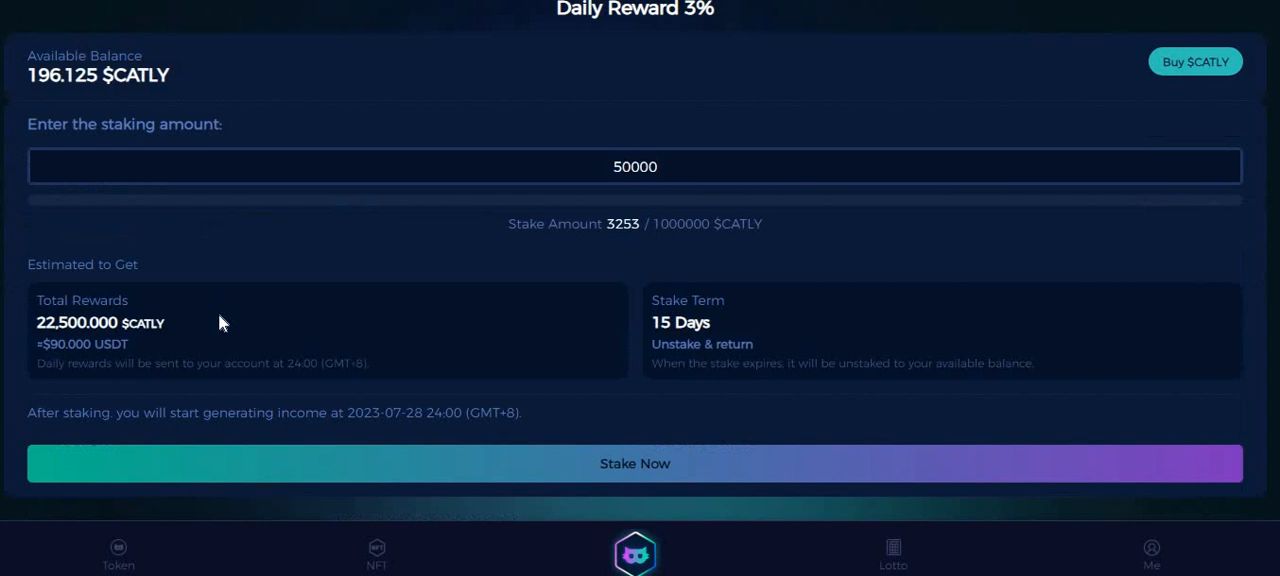 Daily Reward 3%
Available Balance
196.125 $CATLY
Buy $CATLY
Enter the staking amount:
50000
Stake Amount 3253 / 1000000 $CATLY
Estimated to Get
Total Rewards
22,500.000 $CATLY
≈$90.000 USDT
Daily rewards will be sent to your account at 24:00 (GMT+8).
Stake Term
15 Days
Unstake & return
When the stake expires, it will be unstaked to your available balance.
After staking, you will start generating income at 2023-07-28 24:00 (GMT+8).
Stake Now
Token
NFT
NFT
Lotto
Me